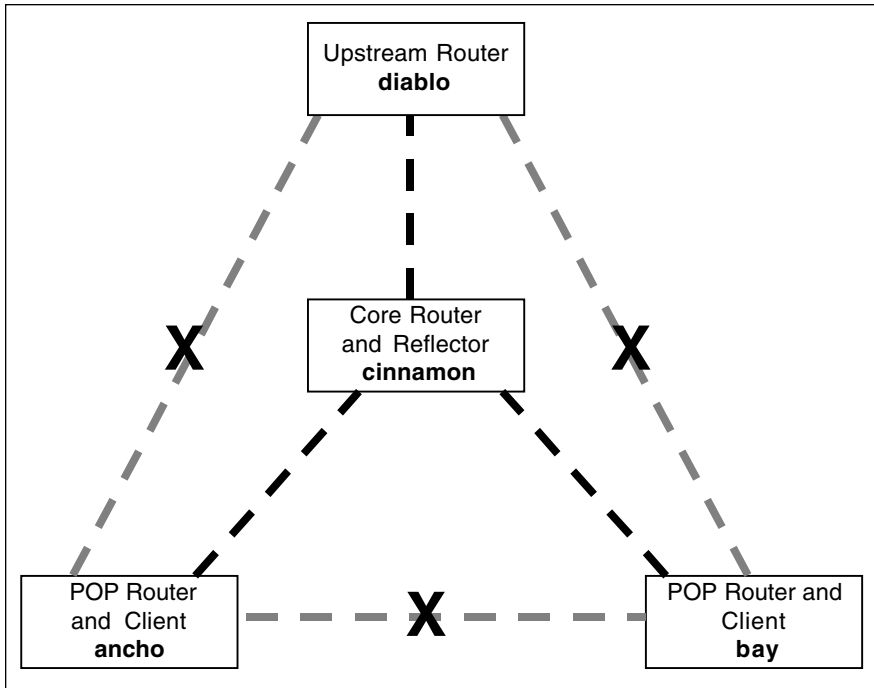 Upstream Router
diablo
X
X
Core Router
and Reflector
cinnamon
POP Router
and Client
ancho
X
POP Router and
Client
bay